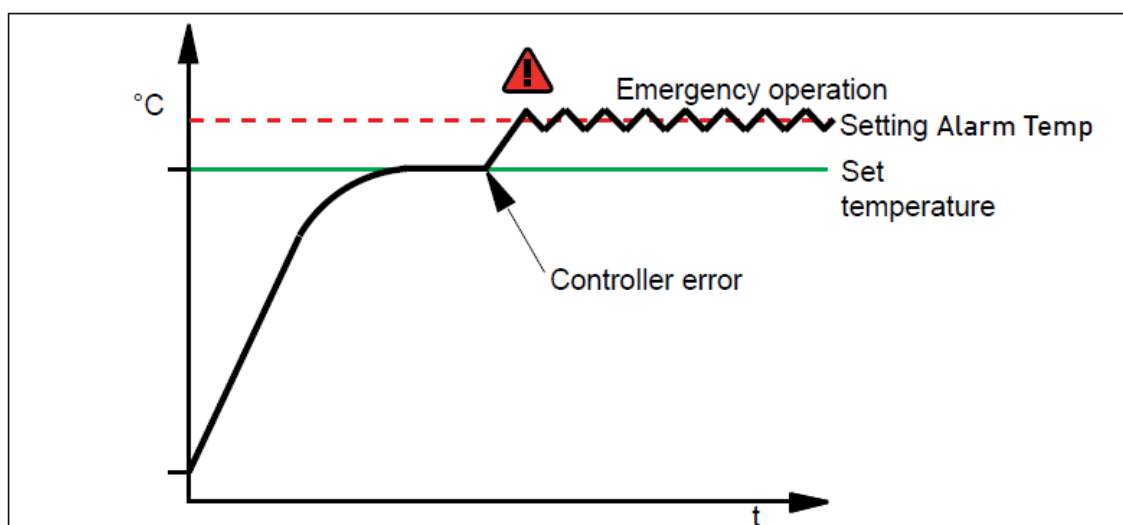 °C
Emergency operation
Setting Alarm Temp
Set
temperature
Controller error
t